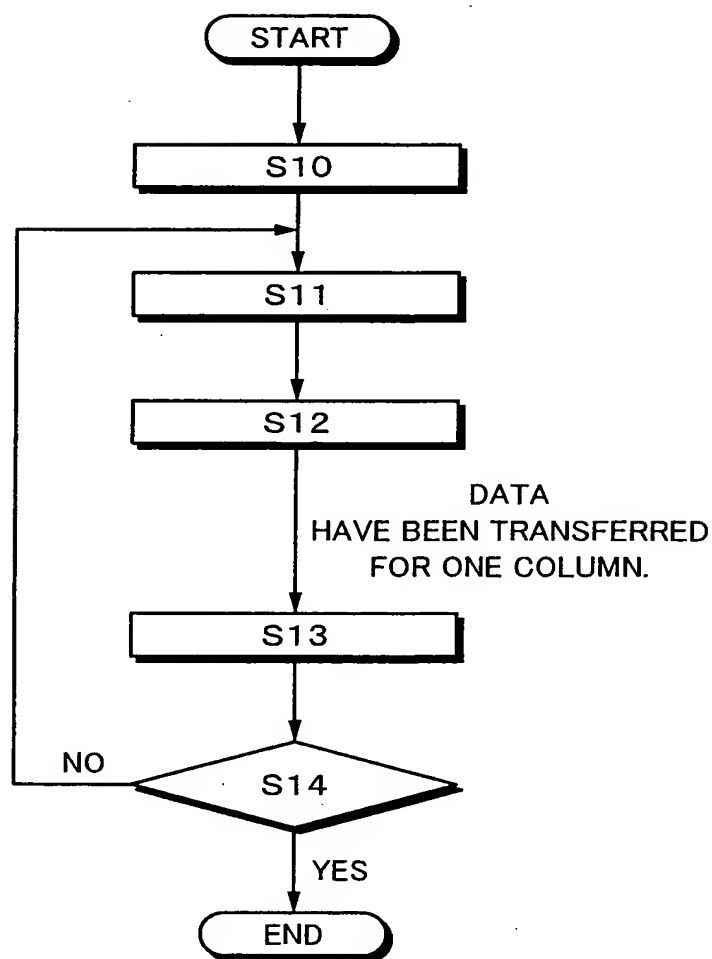 START
S10
S11
S12
DATA
HAVE BEEN TRANSFERRED
FOR ONE COLUMN.
S13
NO
S14
YES
END